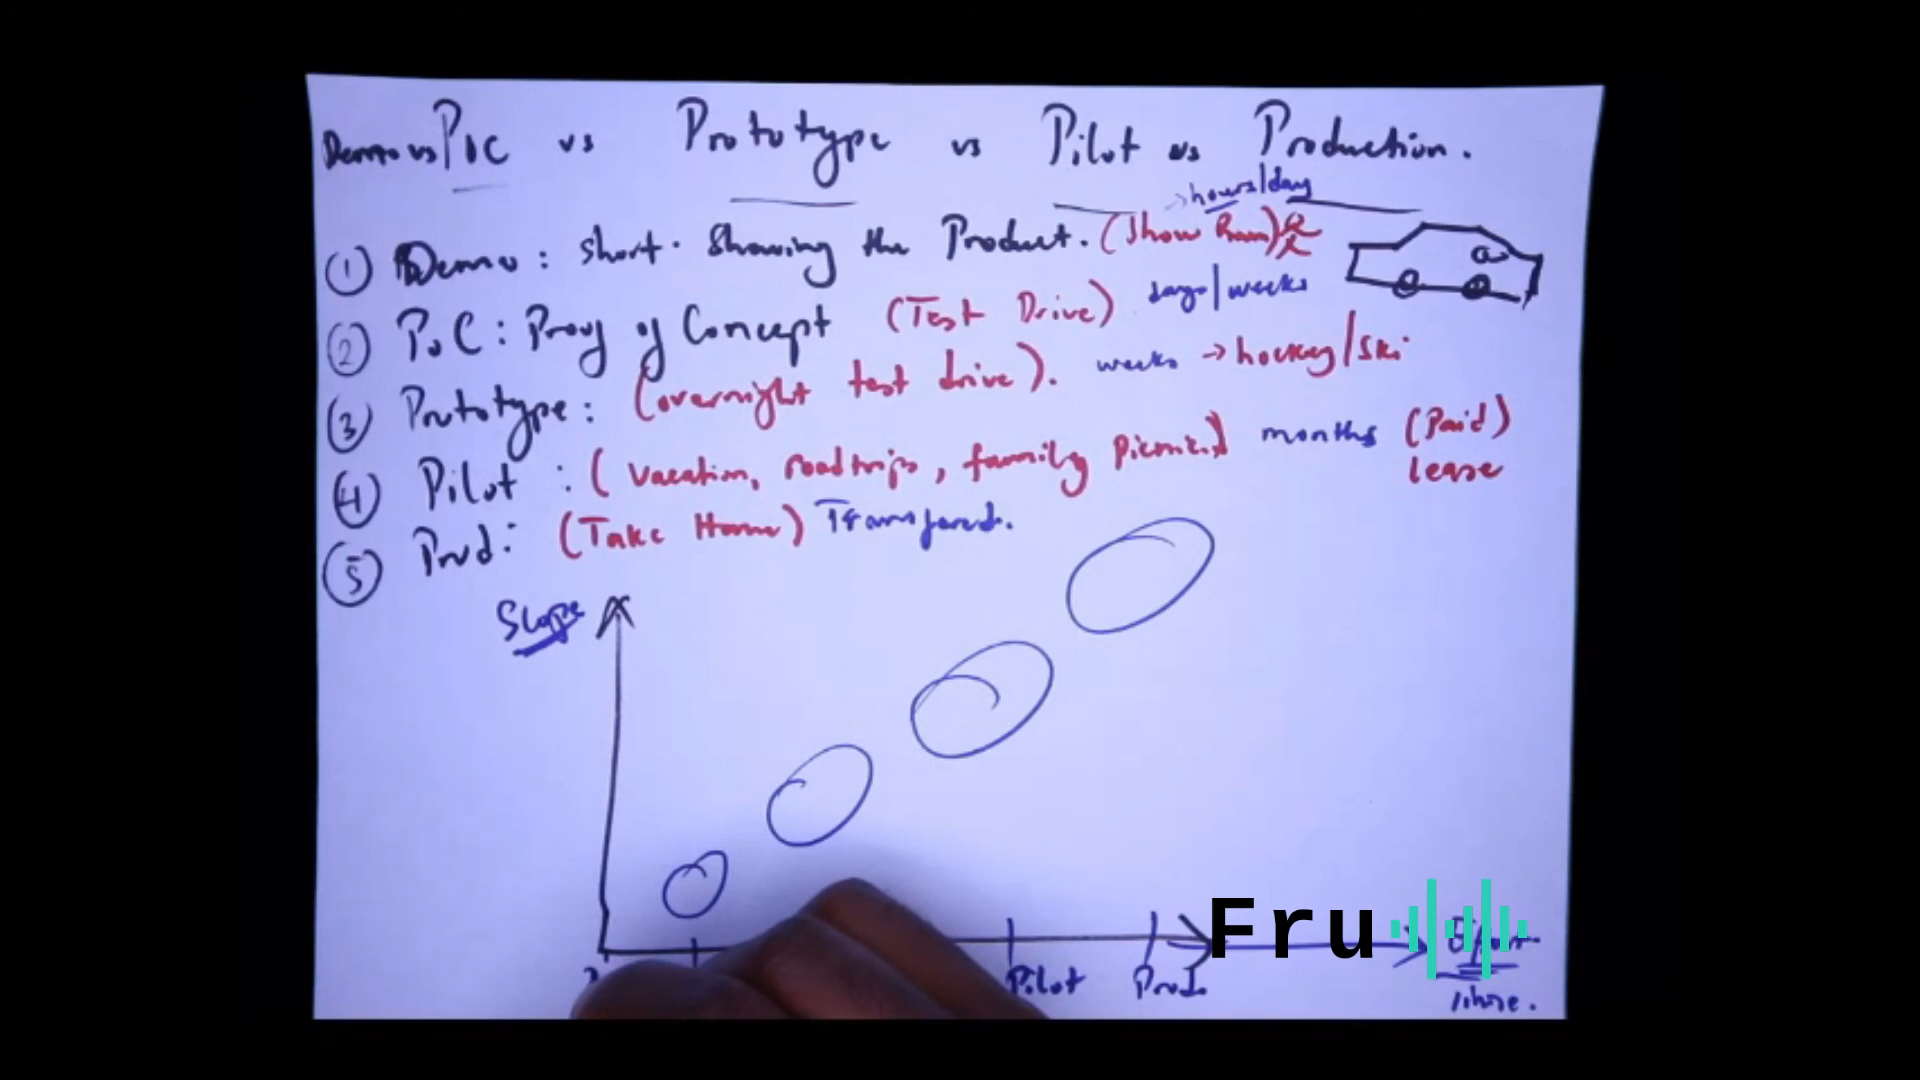 Demo vs PoC vs Prototype vs Pilot vs Production.
→ hours/day
① Demo : short. Showing the Product. (Show Room)
② PoC : Proof of Concept (Test Drive) days/weeks
③ Prototype : (overnight test drive). weeks → hockey/ski
④ Pilot : (vacation, roadtrips, family picnic.) months (Paid) lease
⑤ Prod : (Take Home) Transferred.
Scope
Fru
Pilot Prod.